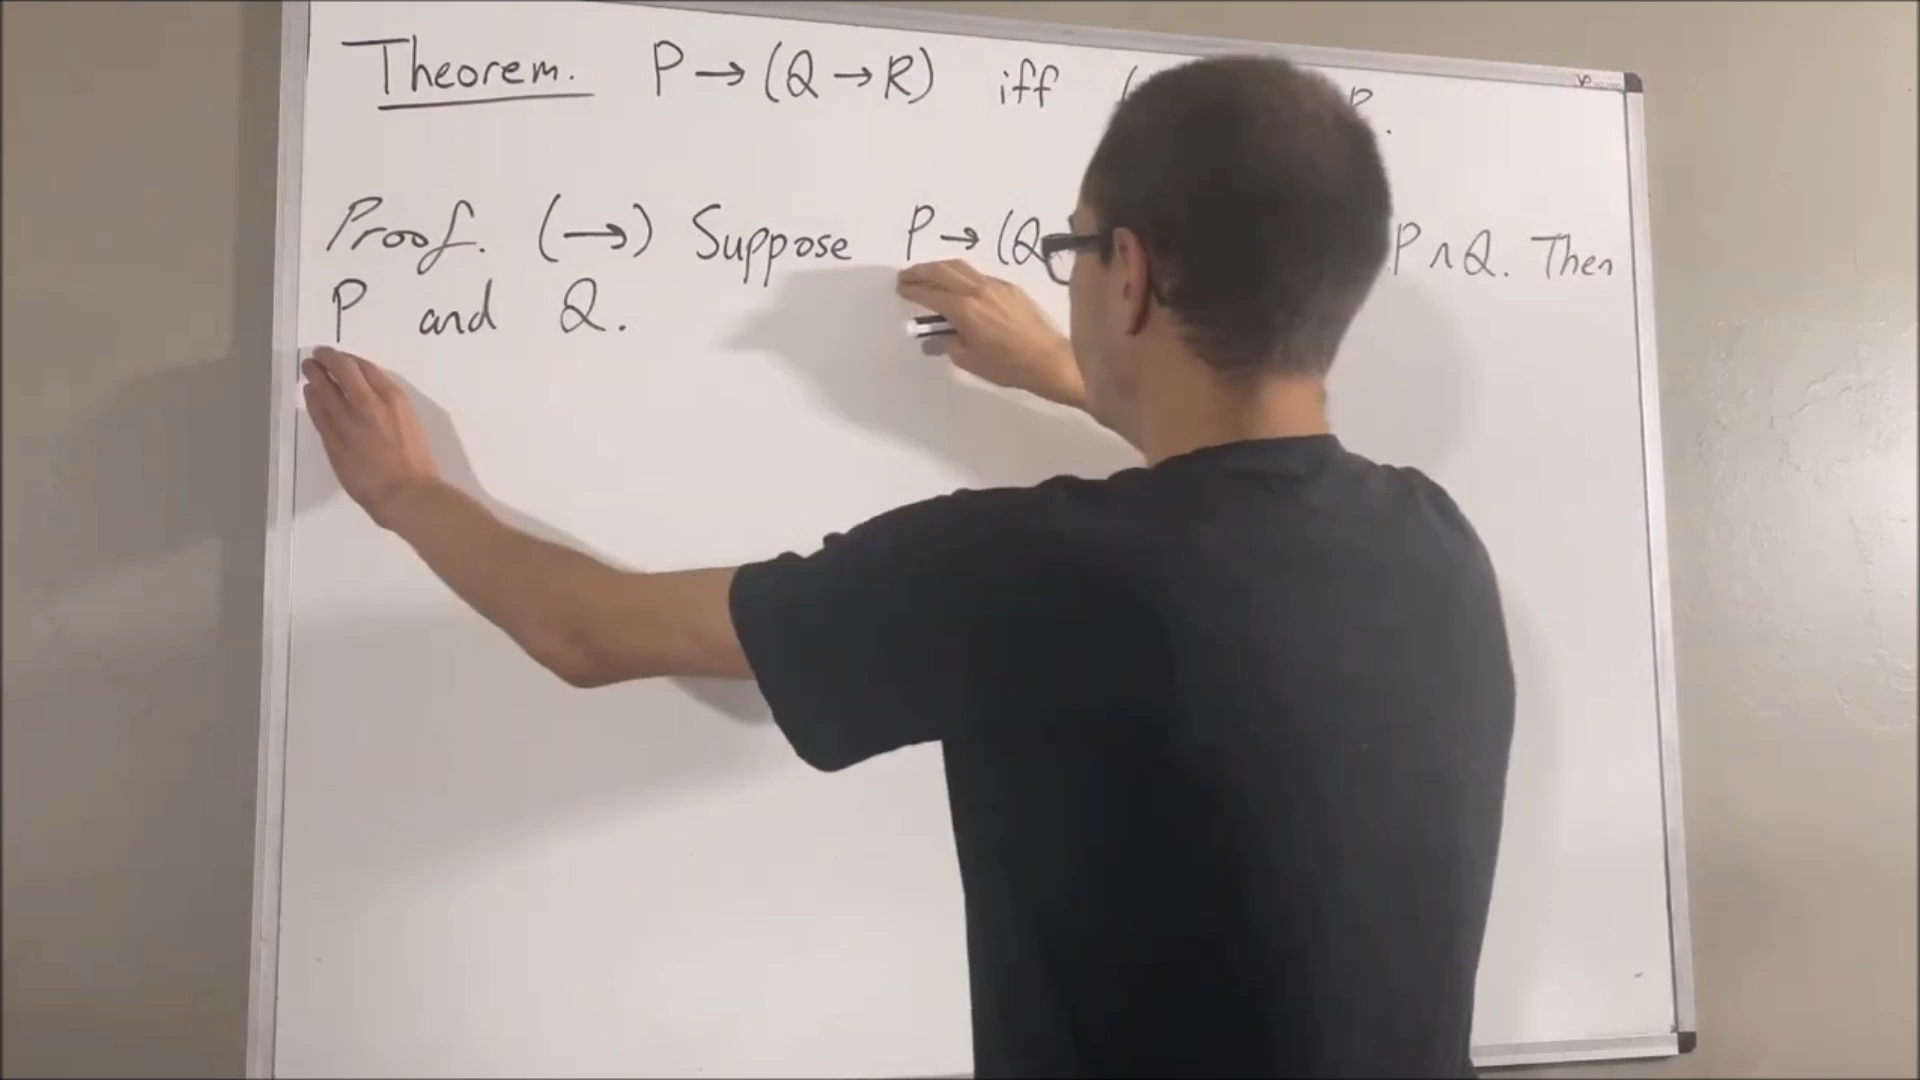 Theorem. P → (Q → R) iff (
Proof. (→) Suppose P → (Q P ∧ Q. Then
P and Q.